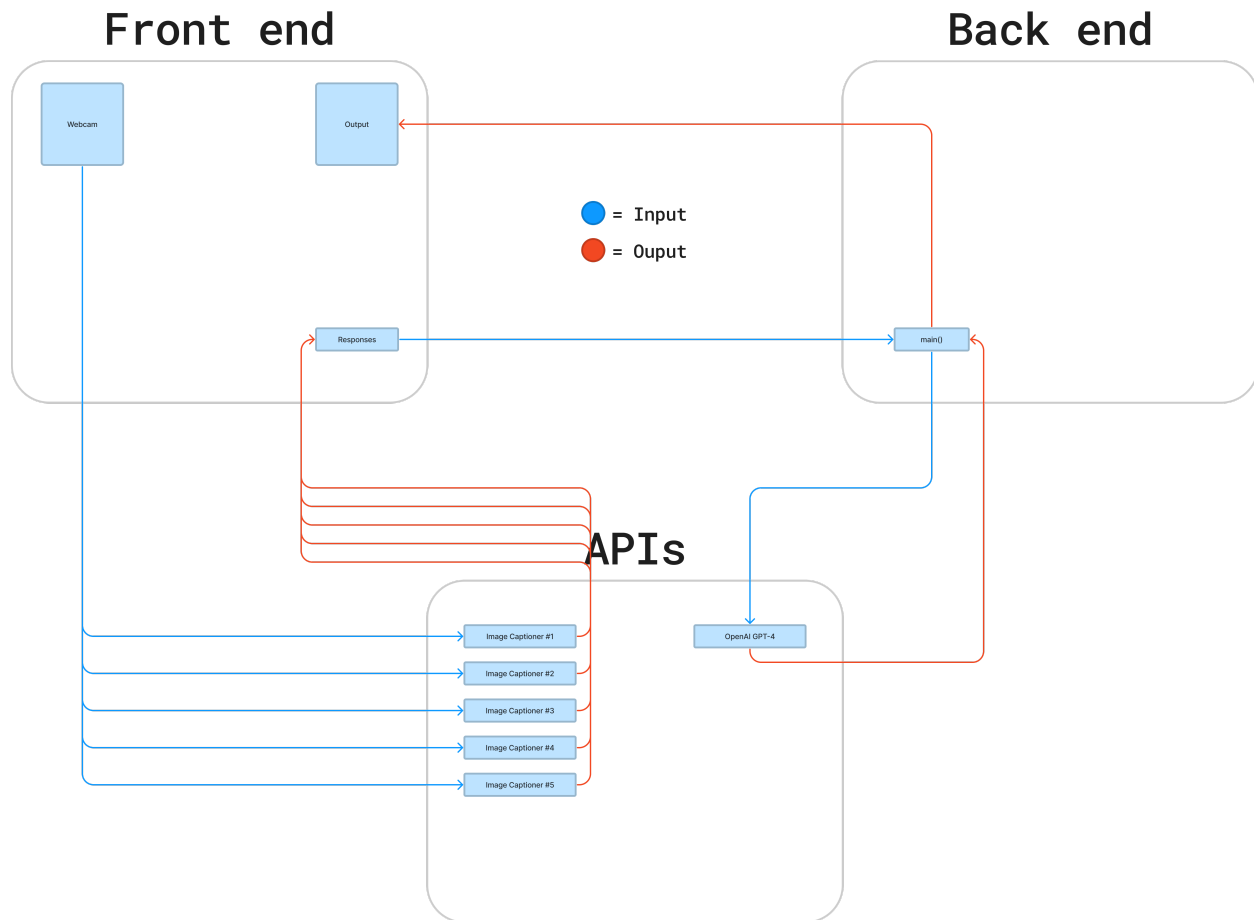 Front end
Back end
Webcam
Output
= Input
= Ouput
Responses
main()
APIs
Image Captioner #1
OpenAI GPT-4
Image Captioner #2
Image Captioner #3
Image Captioner #4
Image Captioner #5